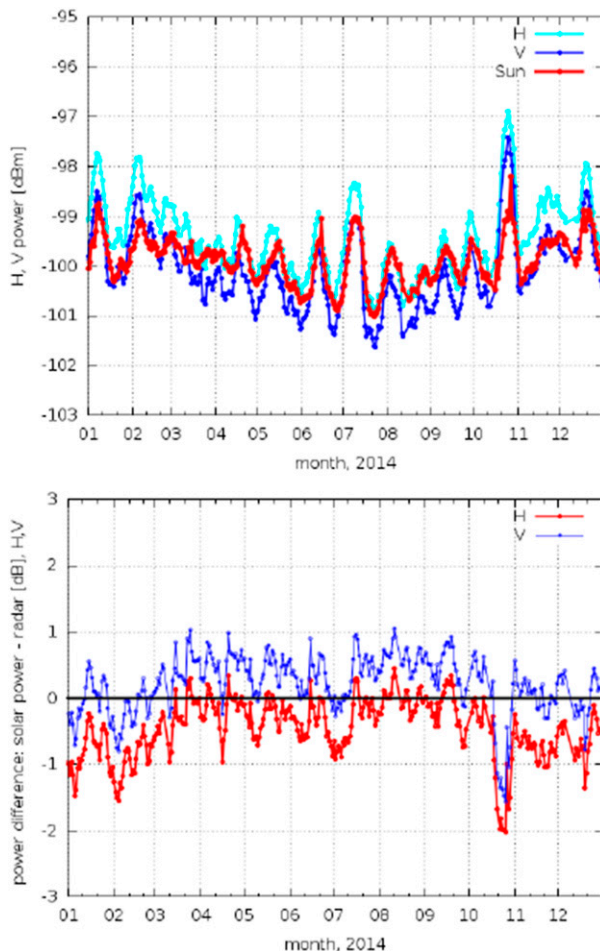 -95
-96
-97
-98
-99
-100
-101
-102
-103
H, V power [dBm]
H
V
Sun
01 02 03 04 05 06 07 08 09 10 11 12
month, 2014
3
2
1
0
-1
-2
-3
power difference: solar power - radar [dB], H,V
H
V
01 02 03 04 05 06 07 08 09 10 11 12
month, 2014